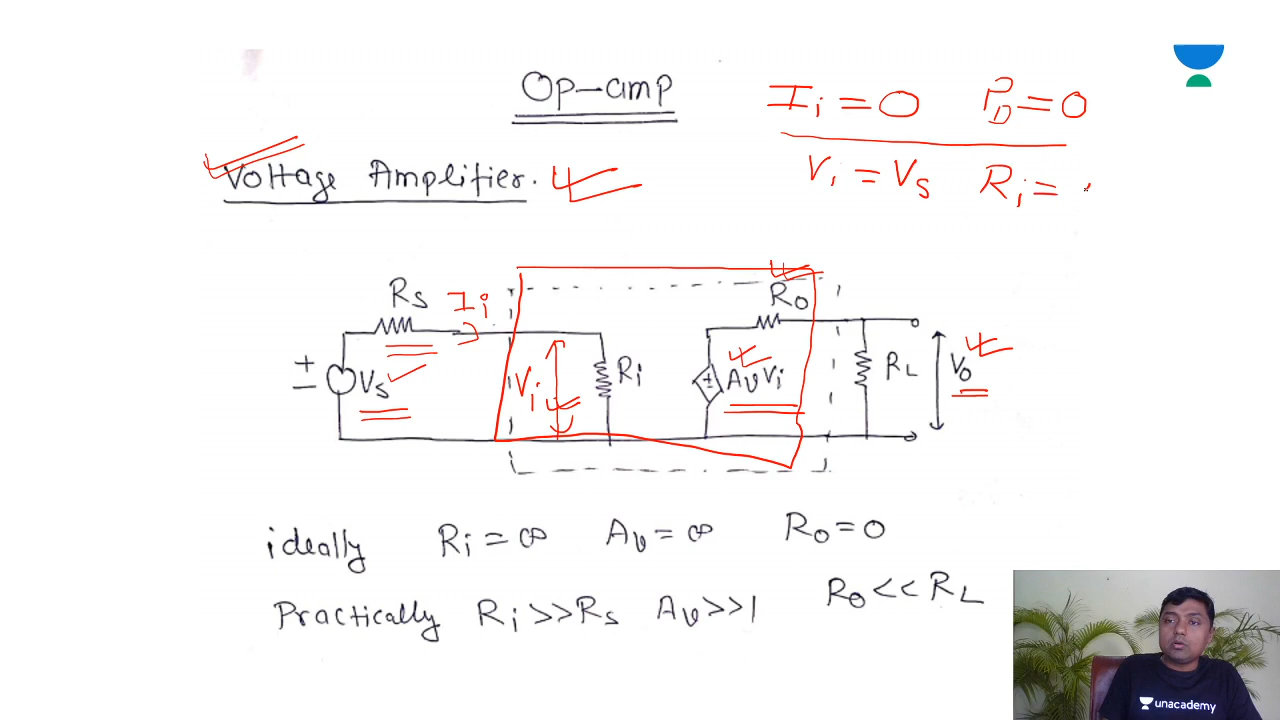 Op-amp
Ii = 0 PD = 0
Voltage Amplifier.
Vi = Vs Ri =
Rs Ii Ro
+
−
Vs Vi Ri ± AvVi RL Vo
ideally Ri = ∞ Av = ∞ Ro = 0
Practically Ri >> Rs Av >> 1 Ro << RL
unacademy